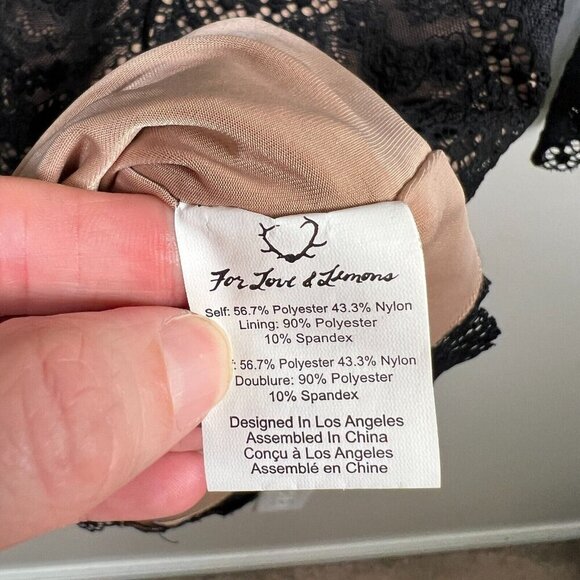 For Love & Lemons
Self: 56.7% Polyester 43.3% Nylon
Lining: 90% Polyester
10% Spandex
: 56.7% Polyester 43.3% Nylon
Doublure: 90% Polyester
10% Spandex
Designed In Los Angeles
Assembled In China
Conçu à Los Angeles
Assemblé en Chine